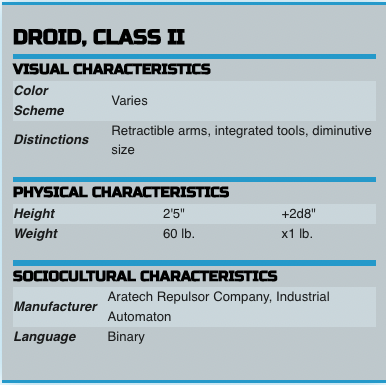 DROID, CLASS II
VISUAL CHARACTERISTICS
Color
Scheme
Varies
Distinctions
Retractible arms, integrated tools, diminutive
size
PHYSICAL CHARACTERISTICS
Height 2'5" +2d8"
Weight 60 lb. x1 lb.
SOCIOCULTURAL CHARACTERISTICS
Manufacturer
Aratech Repulsor Company, Industrial
Automaton
Language Binary